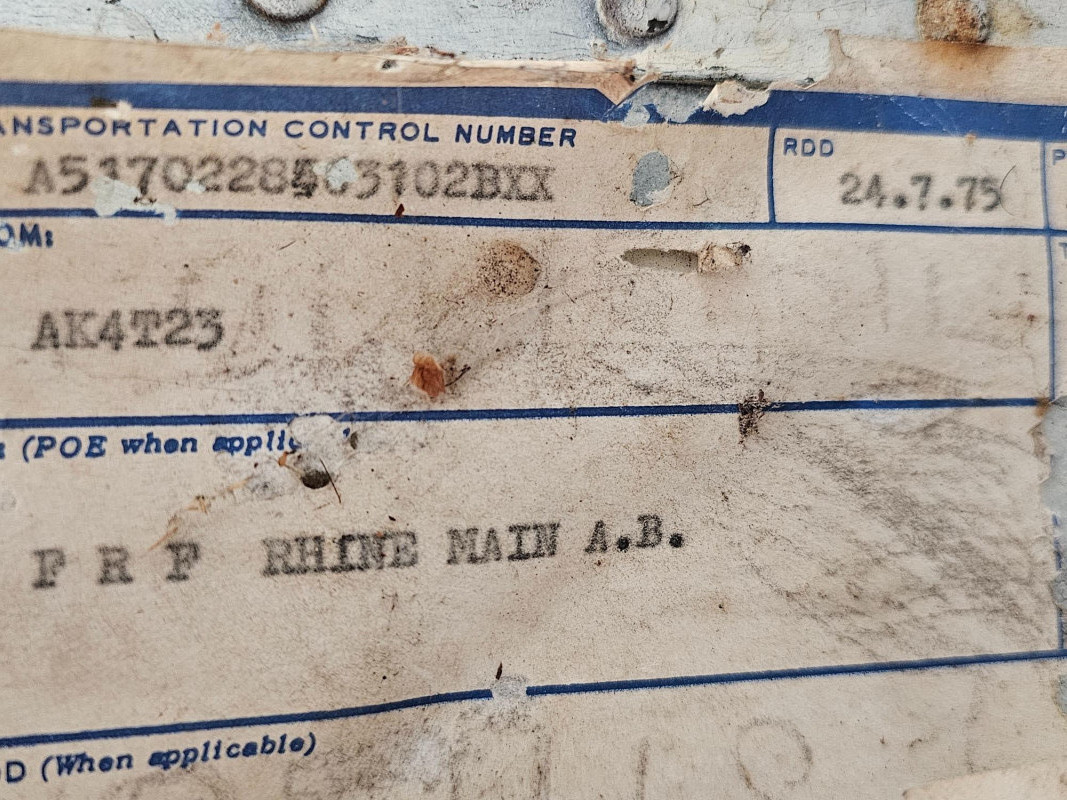 ANSPORTATION CONTROL NUMBER
RDD
P
24.7.75
OM:
AK4T23
(POE when applic
F R F RHINE MAIN A.B.
D (When applicable)